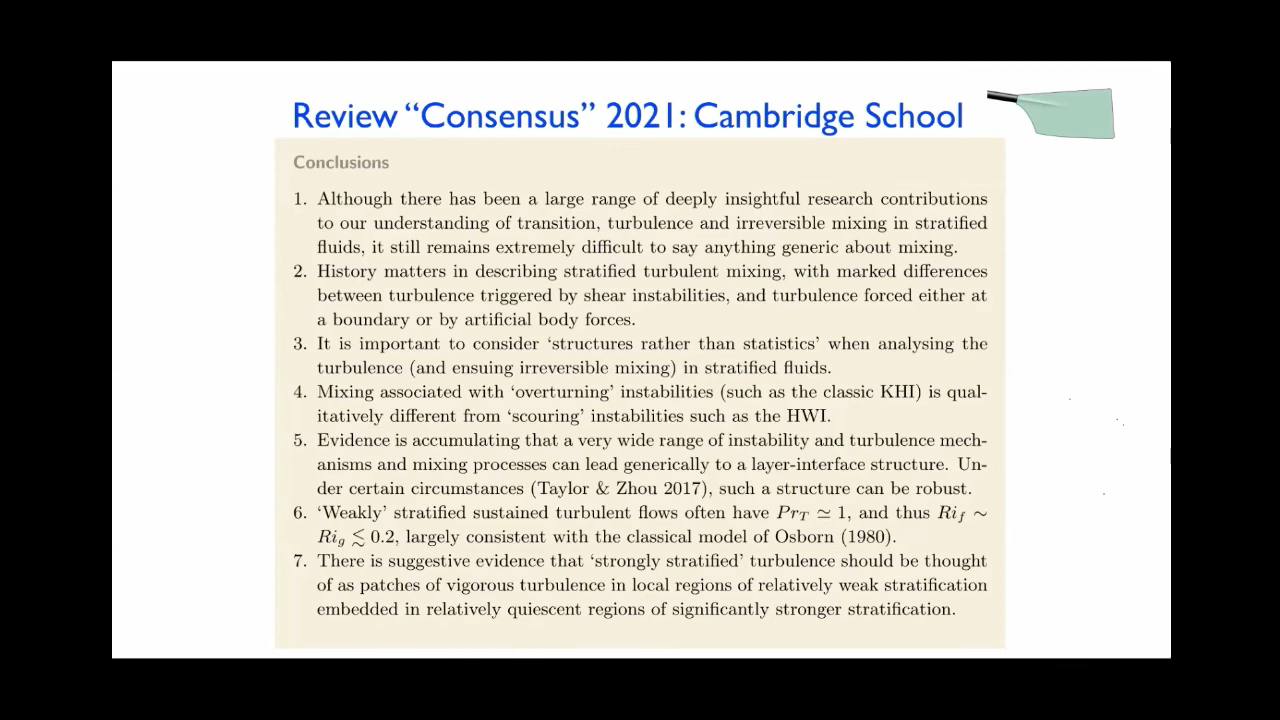 Review “Consensus” 2021: Cambridge School
Conclusions
1. Although there has been a large range of deeply insightful research contributions
to our understanding of transition, turbulence and irreversible mixing in stratified
fluids, it still remains extremely difficult to say anything generic about mixing.
2. History matters in describing stratified turbulent mixing, with marked differences
between turbulence triggered by shear instabilities, and turbulence forced either at
a boundary or by artificial body forces.
3. It is important to consider ‘structures rather than statistics’ when analysing the
turbulence (and ensuing irreversible mixing) in stratified fluids.
4. Mixing associated with ‘overturning’ instabilities (such as the classic KHI) is qual-
itatively different from ‘scouring’ instabilities such as the HWI.
5. Evidence is accumulating that a very wide range of instability and turbulence mech-
anisms and mixing processes can lead generically to a layer-interface structure. Un-
der certain circumstances (Taylor & Zhou 2017), such a structure can be robust.
6. ‘Weakly’ stratified sustained turbulent flows often have Pr_T ≃ 1, and thus Ri_f ∼
Ri_g ≲ 0.2, largely consistent with the classical model of Osborn (1980).
7. There is suggestive evidence that ‘strongly stratified’ turbulence should be thought
of as patches of vigorous turbulence in local regions of relatively weak stratification
embedded in relatively quiescent regions of significantly stronger stratification.